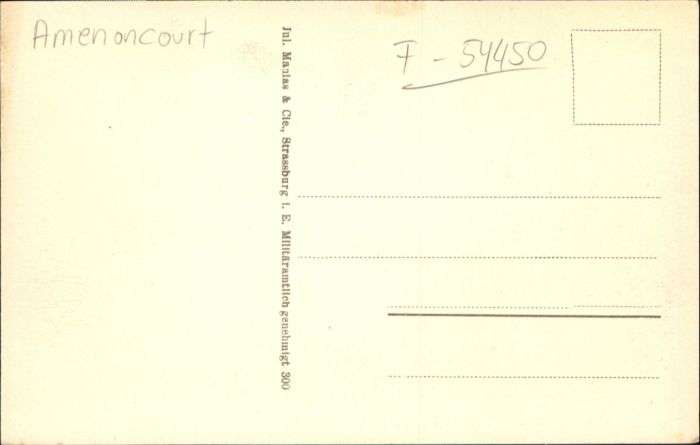 Amenoncourt
F - 54450
Jul. Manias & Cie., Strassburg i. E. Militäramtlich genehmigt 300